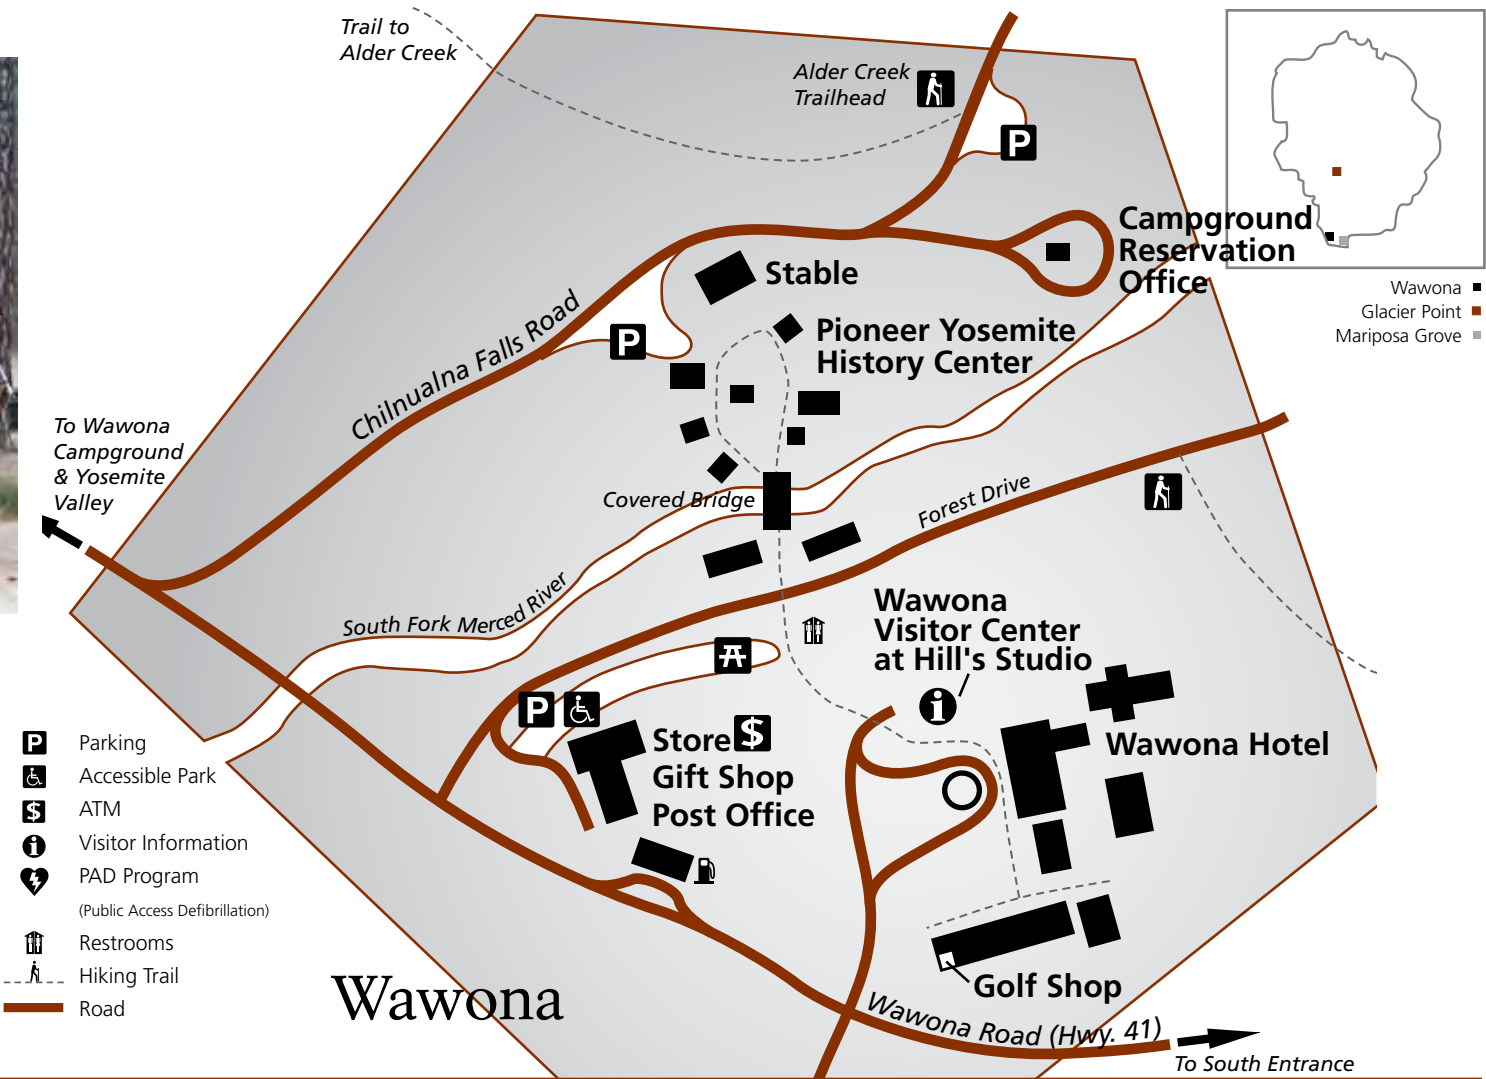 Trail to
Alder Creek
Alder Creek
Trailhead
P
Campground
Reservation
Office
Wawona
Glacier Point
Mariposa Grove
Stable
Pioneer Yosemite
History Center
P
Chilnualna Falls Road
To Wawona
Campground
& Yosemite
Valley
Covered Bridge
Forest Drive
South Fork Merced River
Wawona
Visitor Center
at Hill's Studio
i
P
Store $
Gift Shop
Post Office
Wawona Hotel
Golf Shop
Wawona Road (Hwy. 41)
To South Entrance
Wawona
P Parking
Accessible Park
$ ATM
i Visitor Information
PAD Program
(Public Access Defibrillation)
Restrooms
Hiking Trail
Road